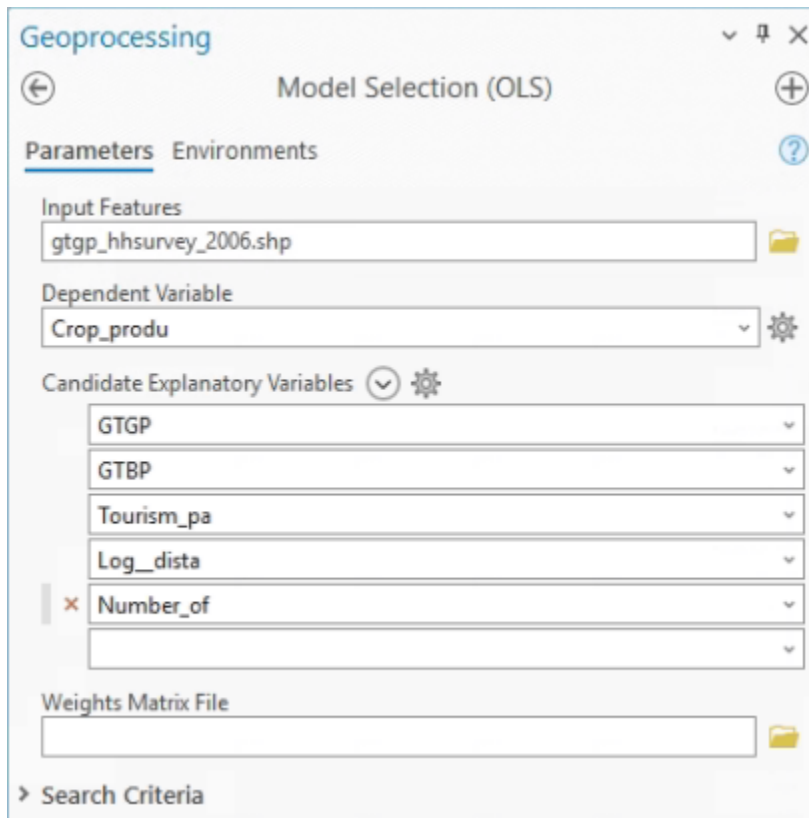 Geoprocessing
Model Selection (OLS)
Parameters Environments
Input Features
gtgp_hhsurvey_2006.shp
Dependent Variable
Crop_produ
Candidate Explanatory Variables
GTGP
GTBP
Tourism_pa
Log__dista
Number_of
Weights Matrix File
Search Criteria